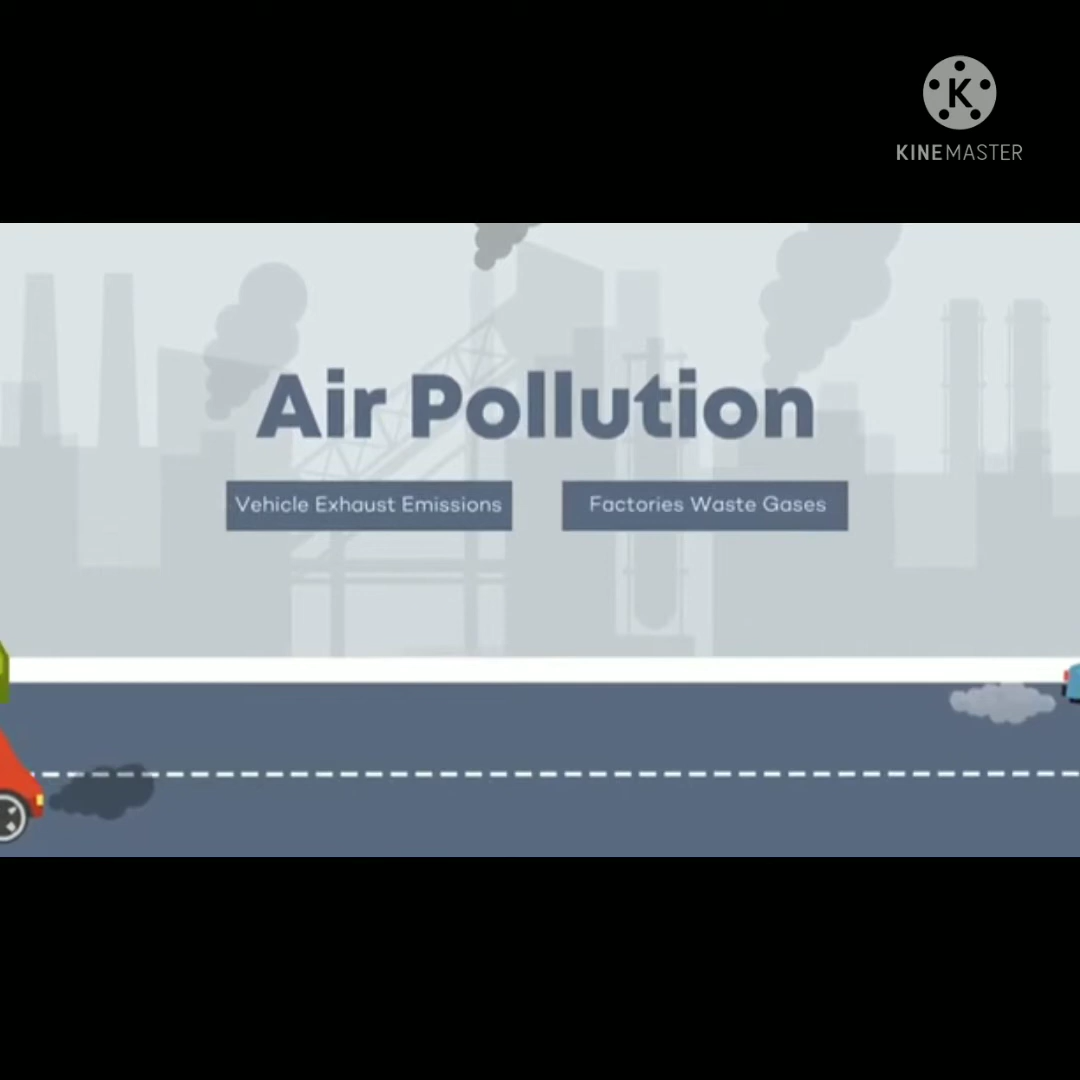 K
KINEMASTER
Air Pollution
Vehicle Exhaust Emissions
Factories Waste Gases